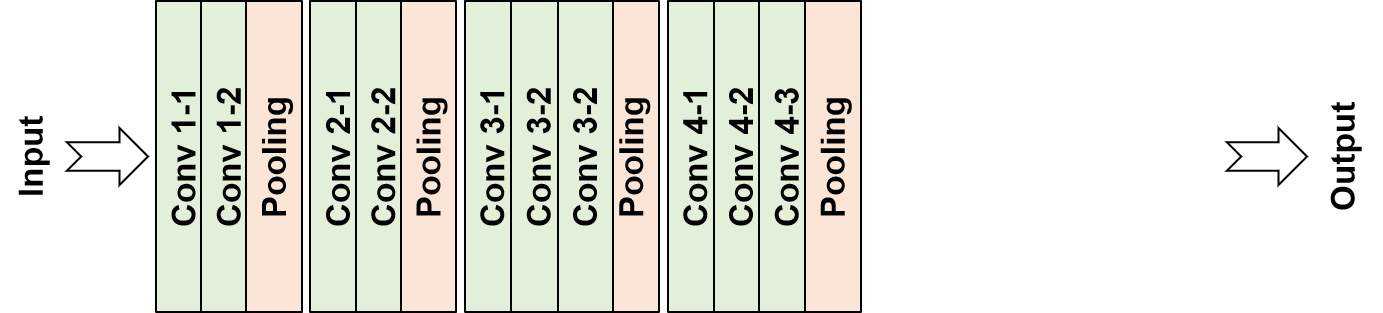 Input
Conv 1-1
Conv 1-2
Pooling
Conv 2-1
Conv 2-2
Pooling
Conv 3-1
Conv 3-2
Conv 3-2
Pooling
Conv 4-1
Conv 4-2
Conv 4-3
Pooling
Output